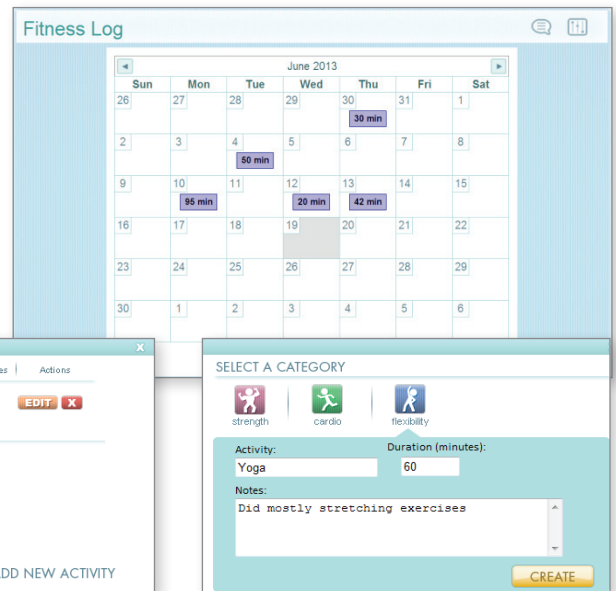 Fitness Log
June 2013
Sun Mon Tue Wed Thu Fri Sat
26 27 28 29 30 31 1
30 min
2 3 4 5 6 7 8
50 min
9 10 11 12 13 14 15
95 min 20 min 42 min
16 17 18 19 20 21 22
23 24 25 26 27 28 29
30 1 2 3 4 5 6
X
Actions
EDIT X
DD NEW ACTIVITY
SELECT A CATEGORY
strength cardio flexibility
Activity: Duration (minutes):
Yoga 60
Notes:
Did mostly stretching exercises
CREATE